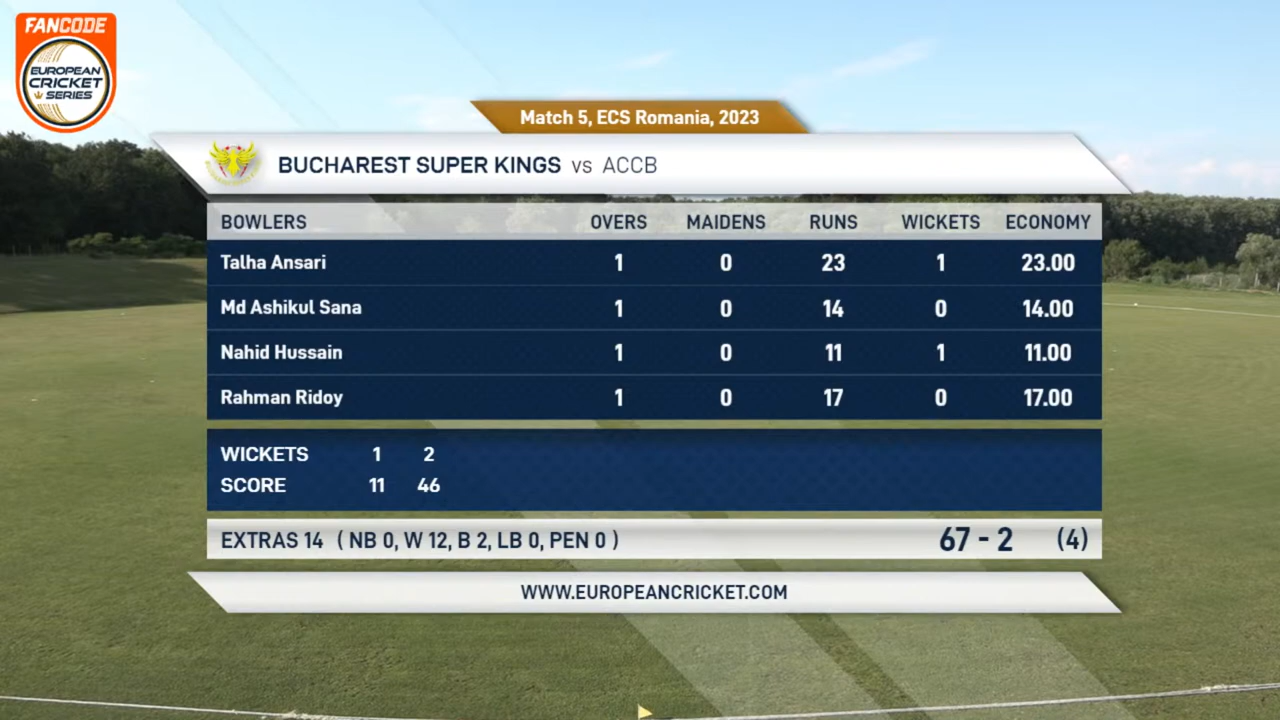 FANCODE
EUROPEAN
CRICKET
SERIES
Match 5, ECS Romania, 2023
BUCHAREST SUPER KINGS vs ACCB
BOWLERS OVERS MAIDENS RUNS WICKETS ECONOMY
Talha Ansari 1 0 23 1 23.00
Md Ashikul Sana 1 0 14 0 14.00
Nahid Hussain 1 0 11 1 11.00
Rahman Ridoy 1 0 17 0 17.00
WICKETS 1 2
SCORE 11 46
EXTRAS 14 ( NB 0, W 12, B 2, LB 0, PEN 0 ) 67 - 2 (4)
WWW.EUROPEANCRICKET.COM